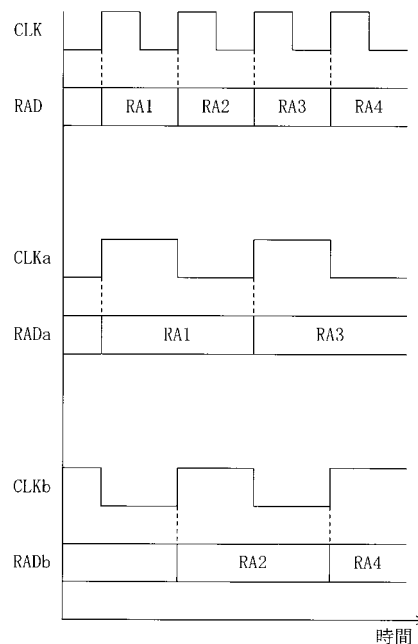 CLK
RAD RA1 RA2 RA3 RA4
CLKa
RADa RA1 RA3
CLKb
RADb RA2 RA4
時間